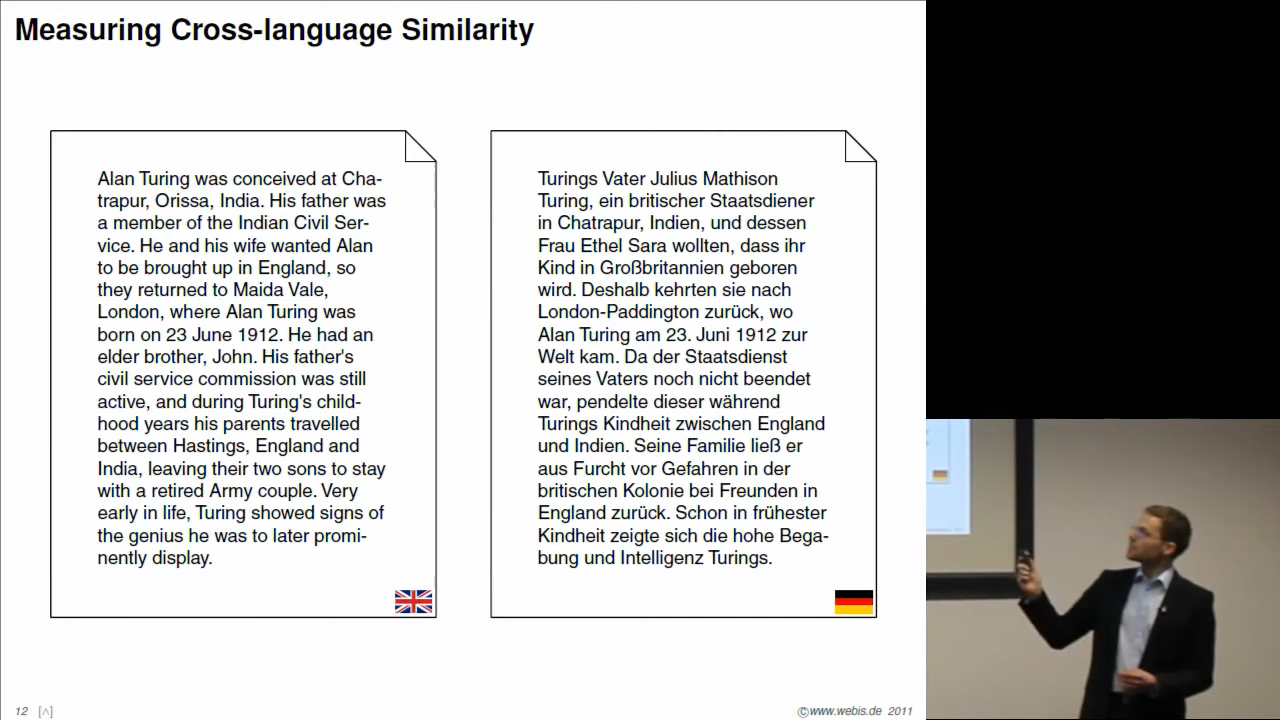 Measuring Cross-language Similarity
Alan Turing was conceived at Cha-
trapur, Orissa, India. His father was
a member of the Indian Civil Ser-
vice. He and his wife wanted Alan
to be brought up in England, so
they returned to Maida Vale,
London, where Alan Turing was
born on 23 June 1912. He had an
elder brother, John. His father's
civil service commission was still
active, and during Turing's child-
hood years his parents travelled
between Hastings, England and
India, leaving their two sons to stay
with a retired Army couple. Very
early in life, Turing showed signs of
the genius he was to later promi-
nently display.
Turings Vater Julius Mathison
Turing, ein britischer Staatsdiener
in Chatrapur, Indien, und dessen
Frau Ethel Sara wollten, dass ihr
Kind in Großbritannien geboren
wird. Deshalb kehrten sie nach
London-Paddington zurück, wo
Alan Turing am 23. Juni 1912 zur
Welt kam. Da der Staatsdienst
seines Vaters noch nicht beendet
war, pendelte dieser während
Turings Kindheit zwischen England
und Indien. Seine Familie ließ er
aus Furcht vor Gefahren in der
britischen Kolonie bei Freunden in
England zurück. Schon in frühester
Kindheit zeigte sich die hohe Bega-
bung und Intelligenz Turings.
12 [∧]
©www.webis.de 2011